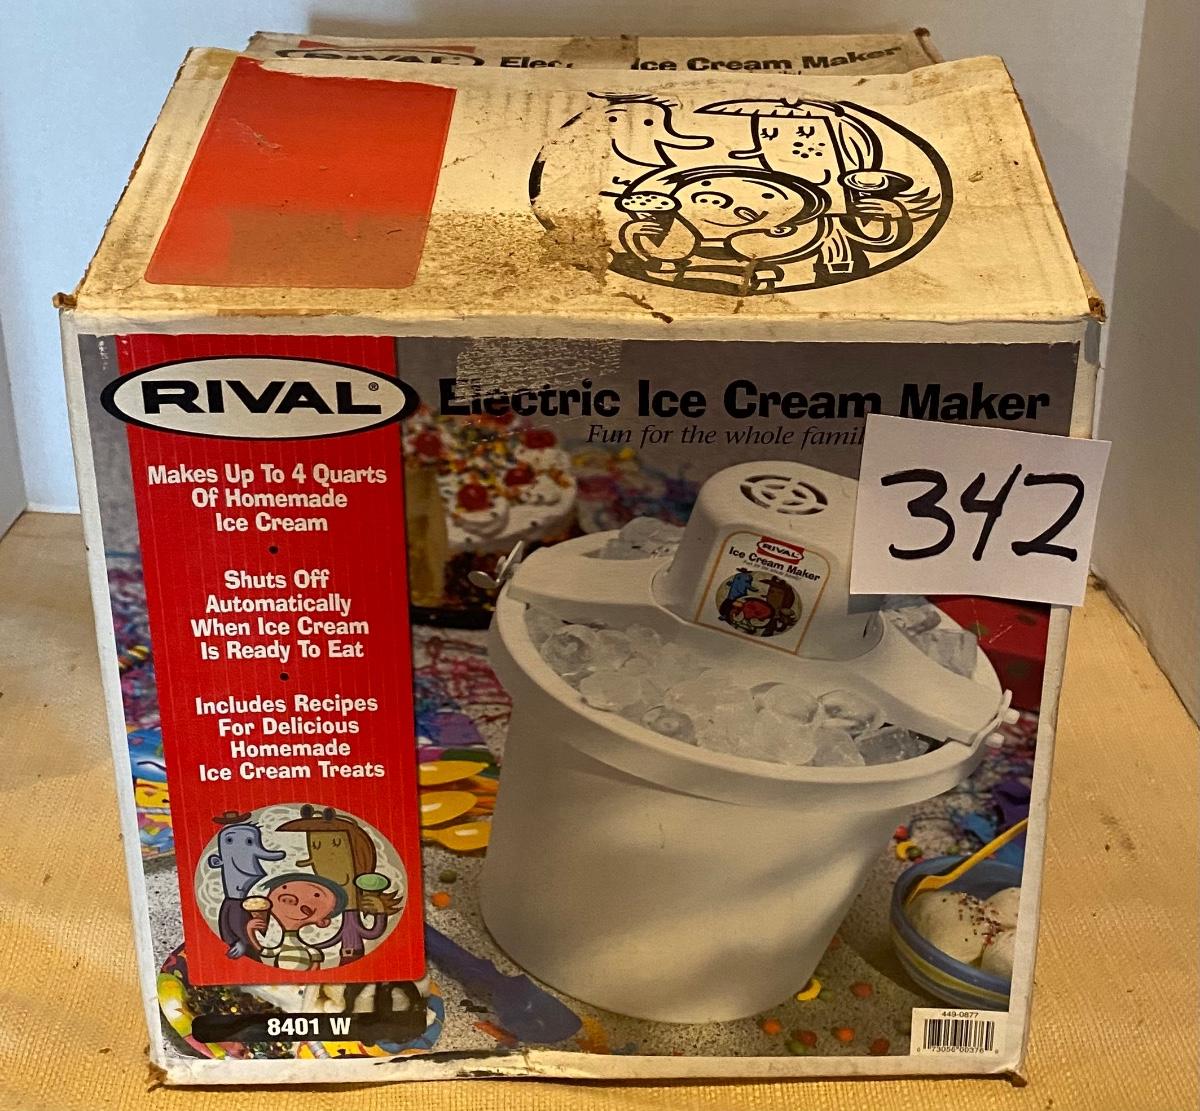 Ice Cream Maker
RIVAL®
Electric Ice Cream Maker
Fun for the whole famil
342
Makes Up To 4 Quarts
Of Homemade
Ice Cream
•
Shuts Off
Automatically
When Ice Cream
Is Ready To Eat
•
Includes Recipes
For Delicious
Homemade
Ice Cream Treats
RIVAL
Ice Cream Maker
8401 W
449-0877